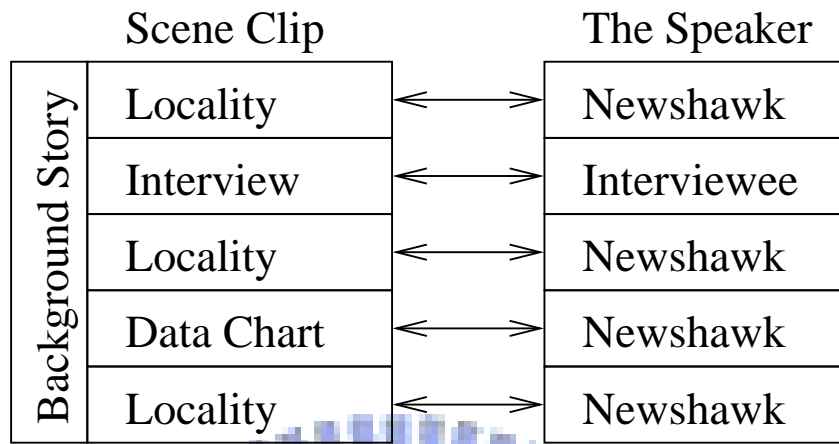 Scene Clip The Speaker
Background Story
Locality Newshawk
Interview Interviewee
Locality Newshawk
Data Chart Newshawk
Locality Newshawk